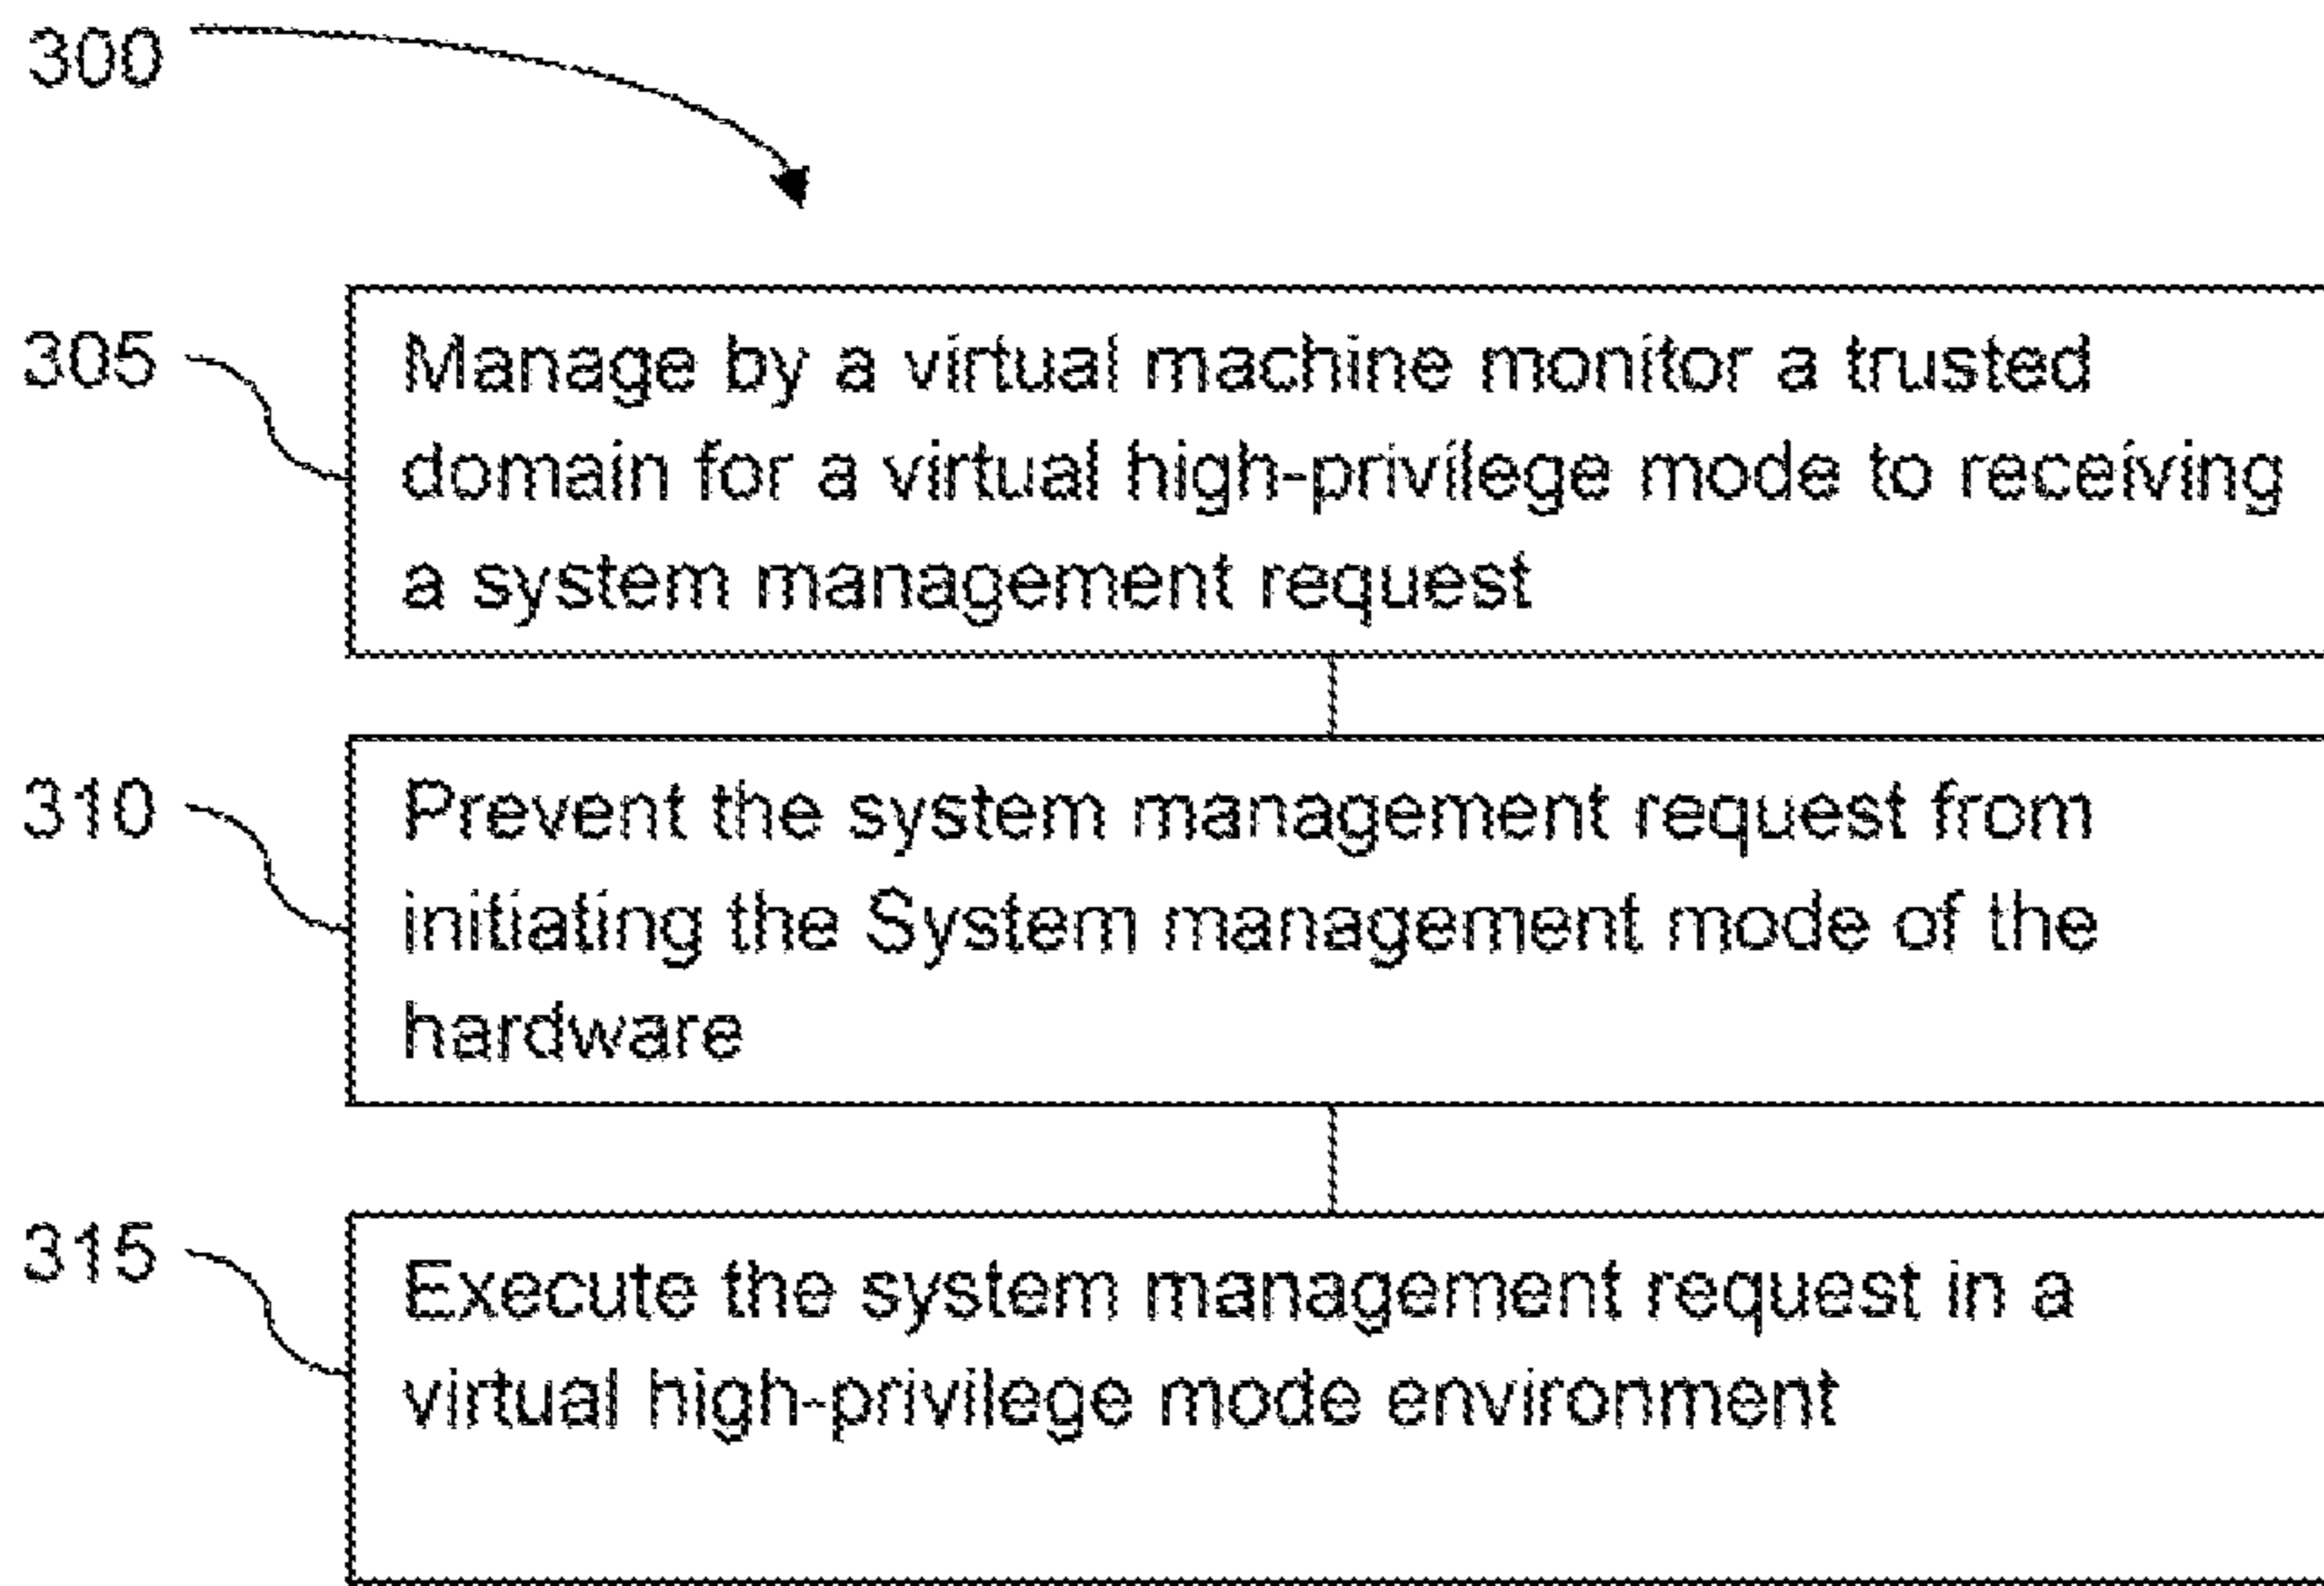 300
305
Manage by a virtual machine monitor a trusted
domain for a virtual high-privilege mode to receiving
a system management request
310
Prevent the system management request from
initiating the System management mode of the
hardware
315
Execute the system management request in a
virtual high-privilege mode environment